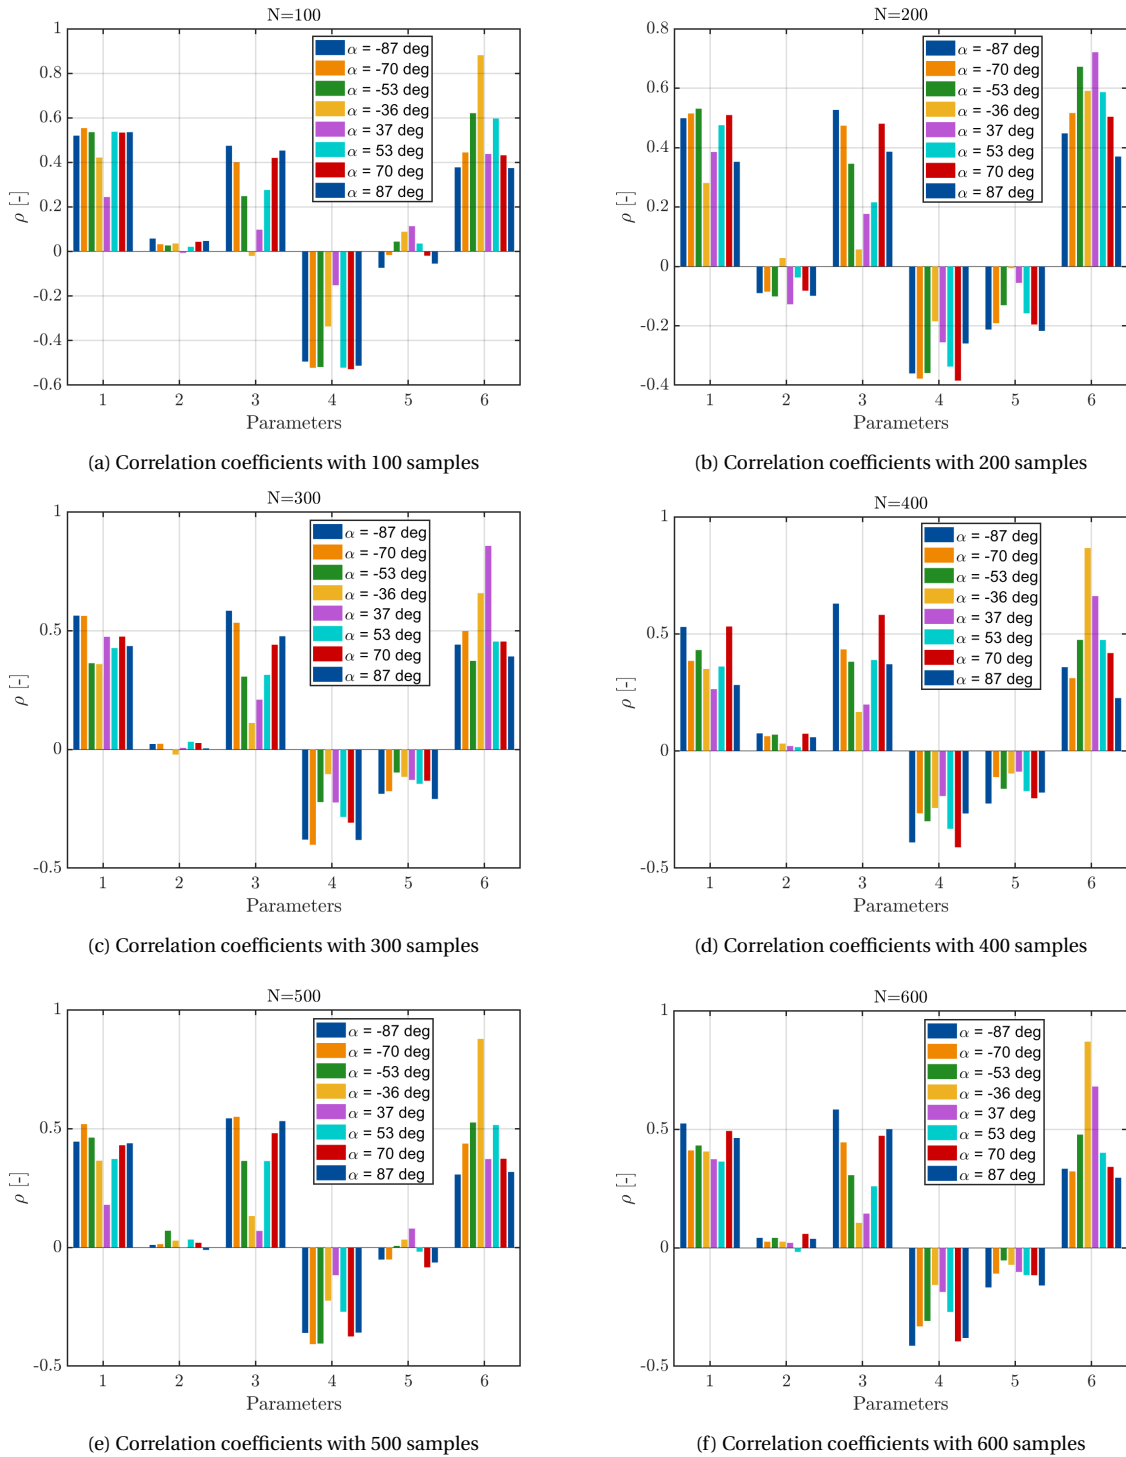 N=100
1
0.8
0.6
0.4
0.2
0
-0.2
-0.4
-0.6
ρ [-]
α = -87 deg
α = -70 deg
α = -53 deg
α = -36 deg
α = 37 deg
α = 53 deg
α = 70 deg
α = 87 deg
1 2 3 4 5 6
Parameters
(a) Correlation coefficients with 100 samples
N=200
0.8
0.6
0.4
0.2
0
-0.2
-0.4
ρ [-]
α = -87 deg
α = -70 deg
α = -53 deg
α = -36 deg
α = 37 deg
α = 53 deg
α = 70 deg
α = 87 deg
1 2 3 4 5 6
Parameters
(b) Correlation coefficients with 200 samples
N=300
1
0.5
0
-0.5
ρ [-]
α = -87 deg
α = -70 deg
α = -53 deg
α = -36 deg
α = 37 deg
α = 53 deg
α = 70 deg
α = 87 deg
1 2 3 4 5 6
Parameters
(c) Correlation coefficients with 300 samples
N=400
1
0.5
0
-0.5
ρ [-]
α = -87 deg
α = -70 deg
α = -53 deg
α = -36 deg
α = 37 deg
α = 53 deg
α = 70 deg
α = 87 deg
1 2 3 4 5 6
Parameters
(d) Correlation coefficients with 400 samples
N=500
1
0.5
0
-0.5
ρ [-]
α = -87 deg
α = -70 deg
α = -53 deg
α = -36 deg
α = 37 deg
α = 53 deg
α = 70 deg
α = 87 deg
1 2 3 4 5 6
Parameters
(e) Correlation coefficients with 500 samples
N=600
1
0.5
0
-0.5
ρ [-]
α = -87 deg
α = -70 deg
α = -53 deg
α = -36 deg
α = 37 deg
α = 53 deg
α = 70 deg
α = 87 deg
1 2 3 4 5 6
Parameters
(f) Correlation coefficients with 600 samples